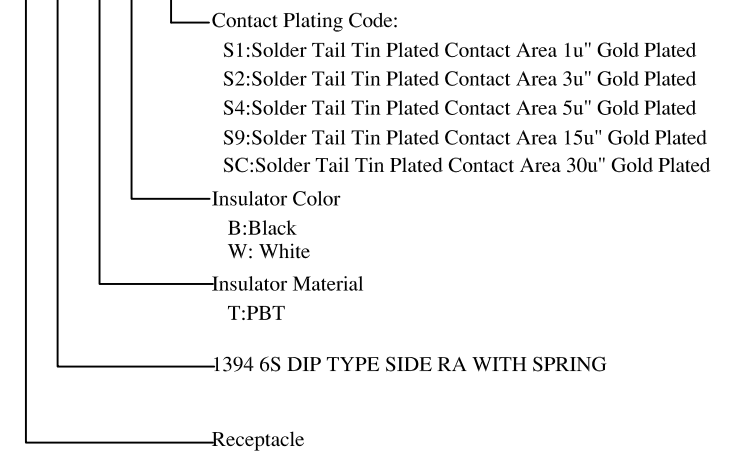 Contact Plating Code:
S1:Solder Tail Tin Plated Contact Area 1u" Gold Plated
S2:Solder Tail Tin Plated Contact Area 3u" Gold Plated
S4:Solder Tail Tin Plated Contact Area 5u" Gold Plated
S9:Solder Tail Tin Plated Contact Area 15u" Gold Plated
SC:Solder Tail Tin Plated Contact Area 30u" Gold Plated
Insulator Color
B:Black
W: White
Insulator Material
T:PBT
1394 6S DIP TYPE SIDE RA WITH SPRING
Receptacle